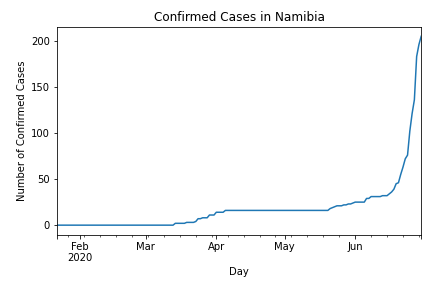 Confirmed Cases in Namibia
Number of Confirmed Cases
200
150
100
50
0
Feb
2020
Mar
Apr
May
Jun
Day